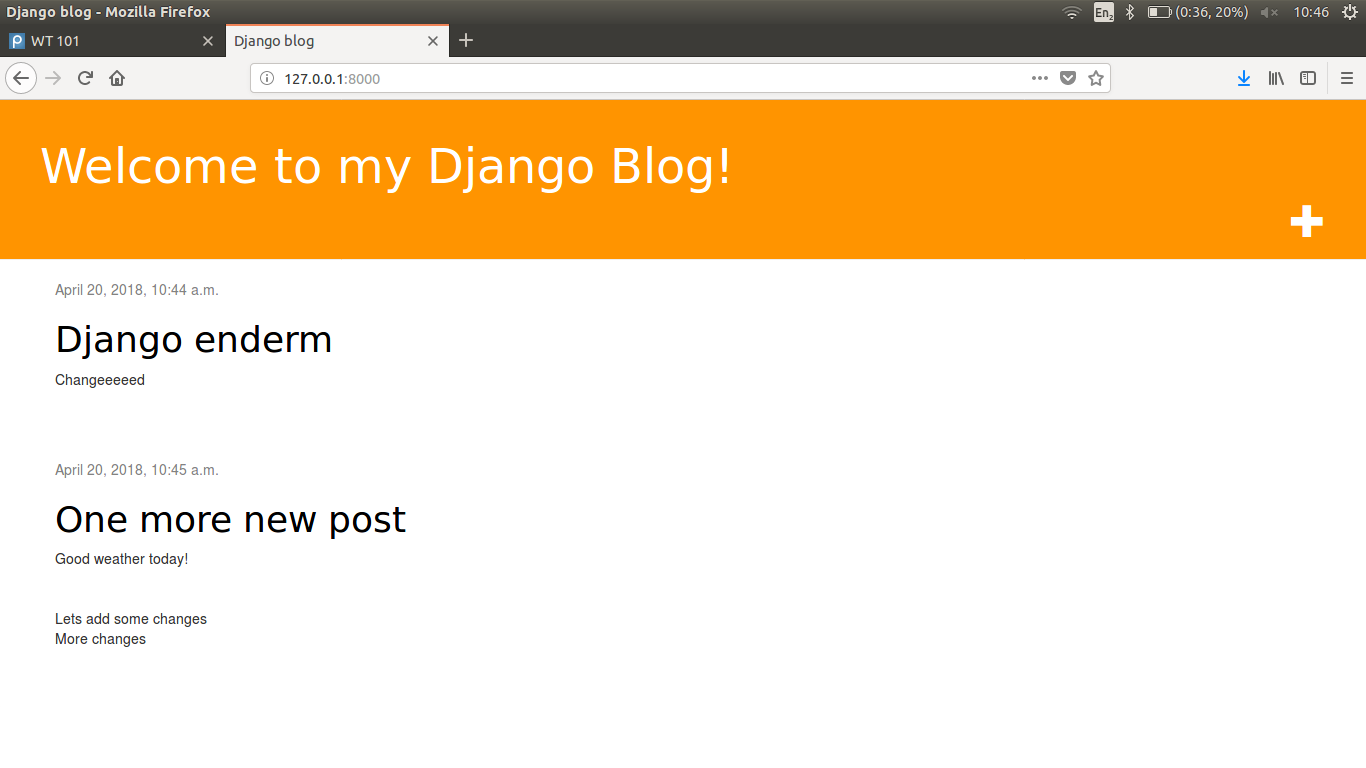 Django blog - Mozilla Firefox
En2 (0:36, 20%) 10:46
WT 101
Django blog
127.0.0.1:8000
Welcome to my Django Blog!
April 20, 2018, 10:44 a.m.
Django enderm
Changeeeeed
April 20, 2018, 10:45 a.m.
One more new post
Good weather today!
Lets add some changes
More changes